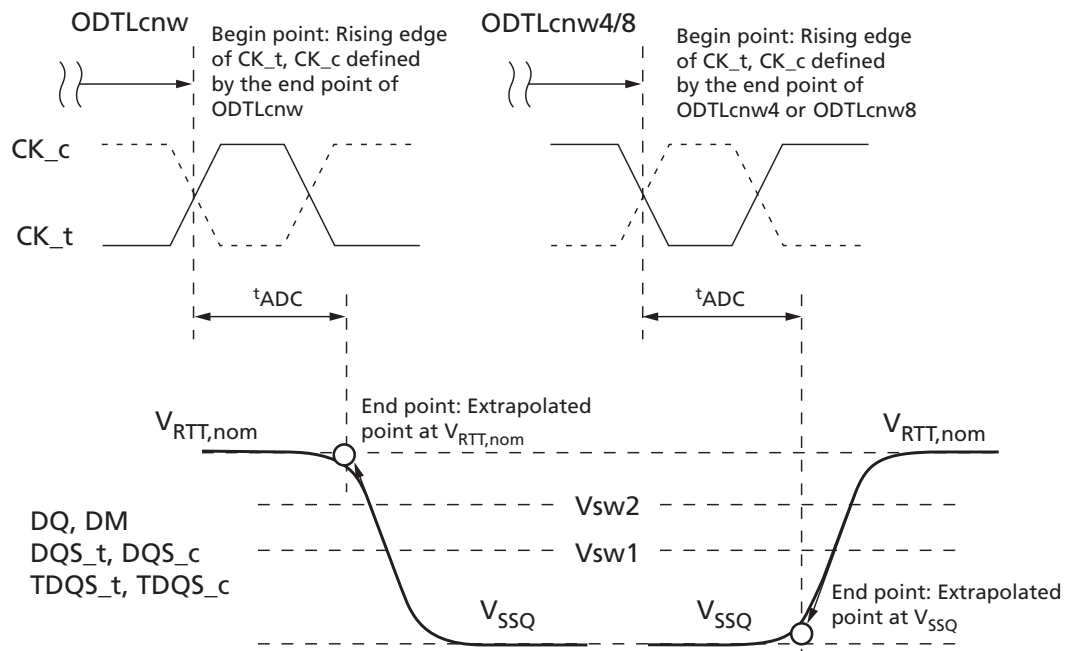 ODTLcnw
Begin point: Rising edge
of CK_t, CK_c defined
by the end point of
ODTLcnw
ODTLcnw4/8
Begin point: Rising edge
of CK_t, CK_c defined
by the end point of
ODTLcnw4 or ODTLcnw8
CK_c
CK_t
tADC
tADC
End point: Extrapolated
point at VRTT,nom
VRTT,nom
VRTT,nom
Vsw2
DQ, DM
DQS_t, DQS_c
TDQS_t, TDQS_c
Vsw1
VSSQ
VSSQ
End point: Extrapolated
point at VSSQ